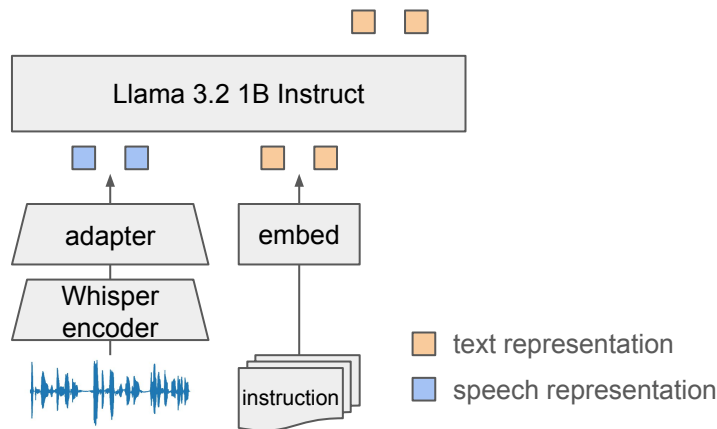 Llama 3.2 1B Instruct
adapter
embed
Whisper
encoder
instruction
text representation
speech representation